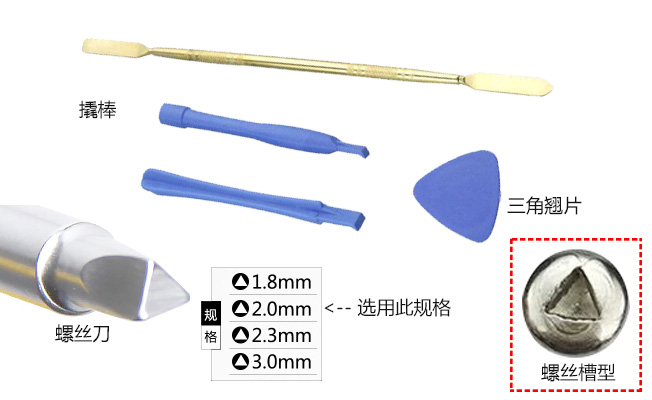 撬棒
三角翘片
螺丝刀
规格
1.8mm
2.0mm
2.3mm
3.0mm
<-- 选用此规格
螺丝槽型